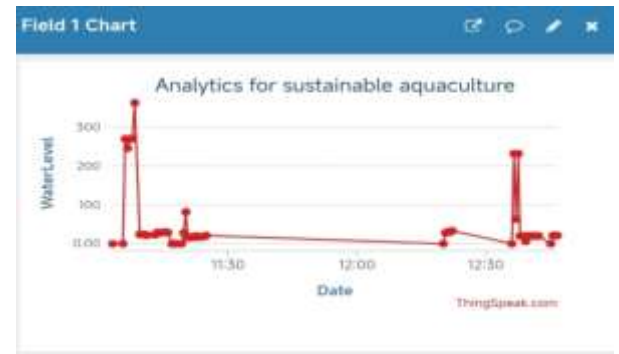 Field 1 Chart
Analytics for sustainable aquaculture
WaterLevel
300
200
100
0.00
11:30
12:00
12:30
Date
ThingSpeak.com